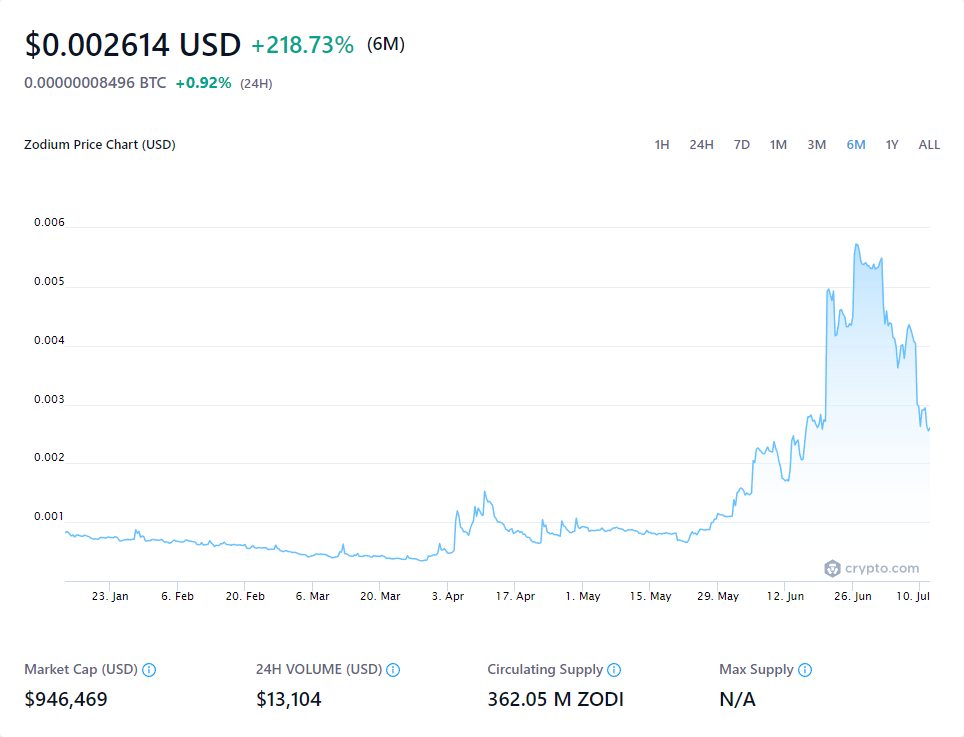 $0.002614 USD +218.73% (6M)
0.00000008496 BTC +0.92% (24H)
Zodium Price Chart (USD) 1H 24H 7D 1M 3M 6M 1Y ALL
0.006
0.005
0.004
0.003
0.002
0.001
crypto.com
23. Jan 6. Feb 20. Feb 6. Mar 20. Mar 3. Apr 17. Apr 1. May 15. May 29. May 12. Jun 26. Jun 10. Jul
Market Cap (USD) 24H VOLUME (USD) Circulating Supply Max Supply
$946,469 $13,104 362.05 M ZODI N/A